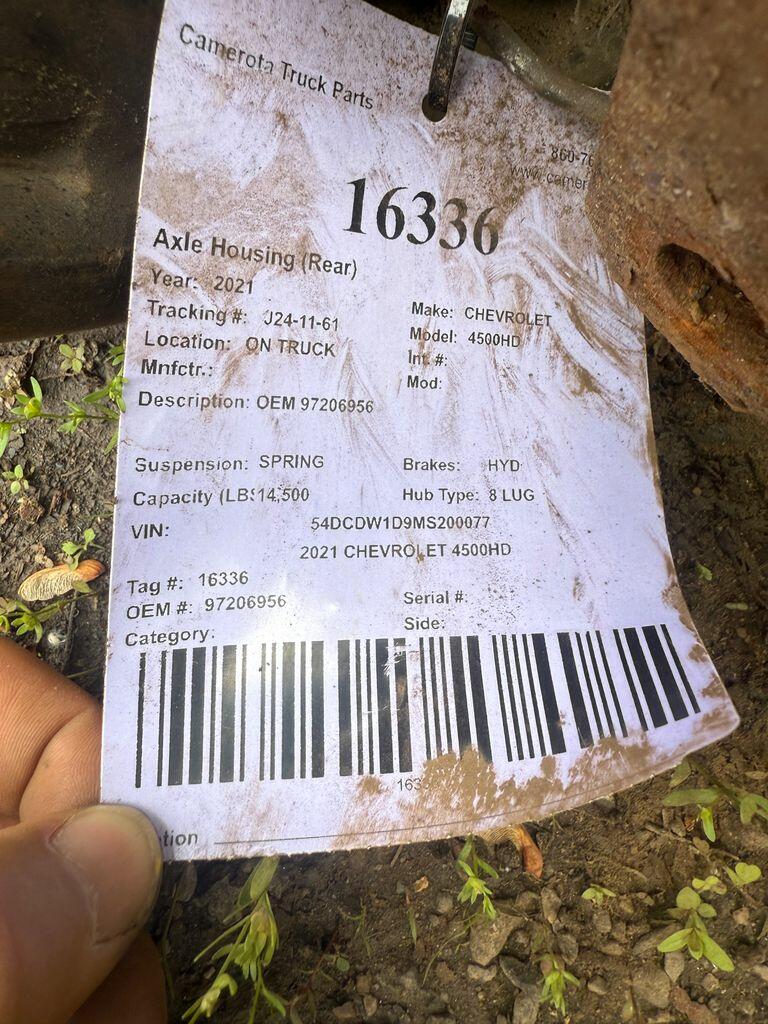 Camerota Truck Parts
860-76
www.camer
16336
Axle Housing (Rear)
Year: 2021
Tracking #: J24-11-61 Make: CHEVROLET
Location: ON TRUCK Model: 4500HD
Mnfctr.: Int. #:
Mod:
Description: OEM 97206956
Suspension: SPRING Brakes: HYD
Capacity (LBS 14,500 Hub Type: 8 LUG
VIN: 54DCDW1D9MS200077
2021 CHEVROLET 4500HD
Tag #: 16336
OEM #: 97206956 Serial #:
Category: Side:
163
tion